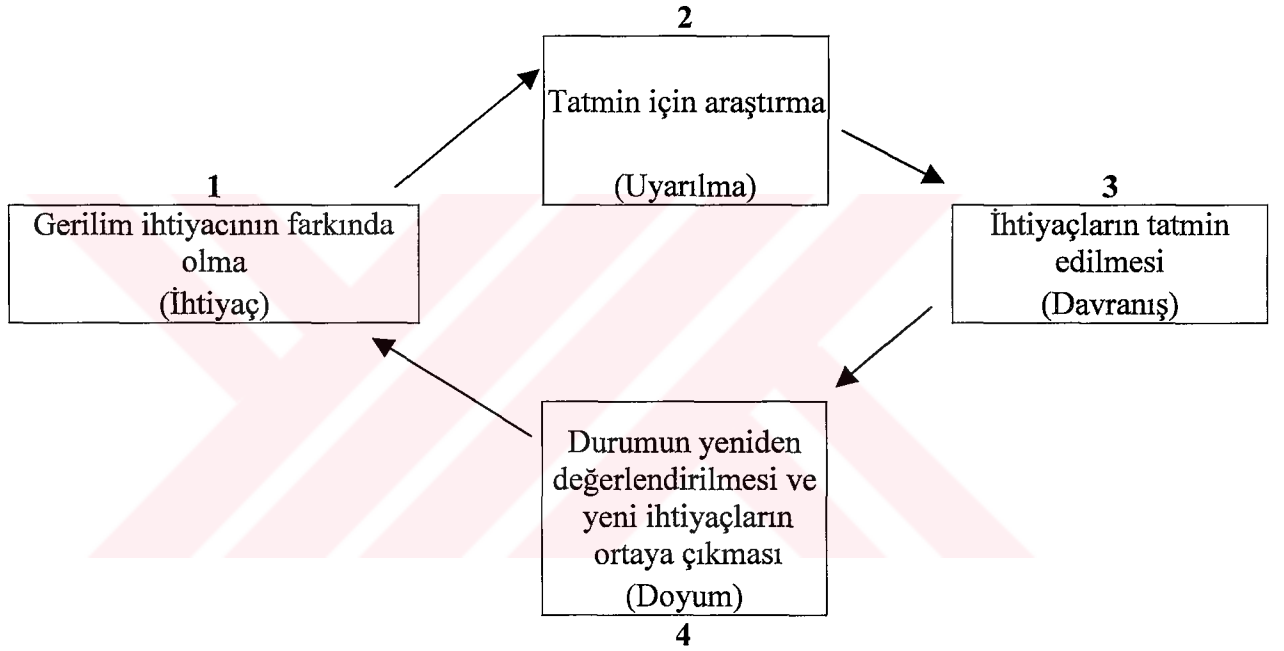 2
Tatmin için araştırma
(Uyarılma)
1
Gerilim ihtiyacının farkında
olma
(İhtiyaç)
3
İhtiyaçların tatmin
edilmesi
(Davranış)
Durumun yeniden
değerlendirilmesi ve
yeni ihtiyaçların
ortaya çıkması
(Doyum)
4